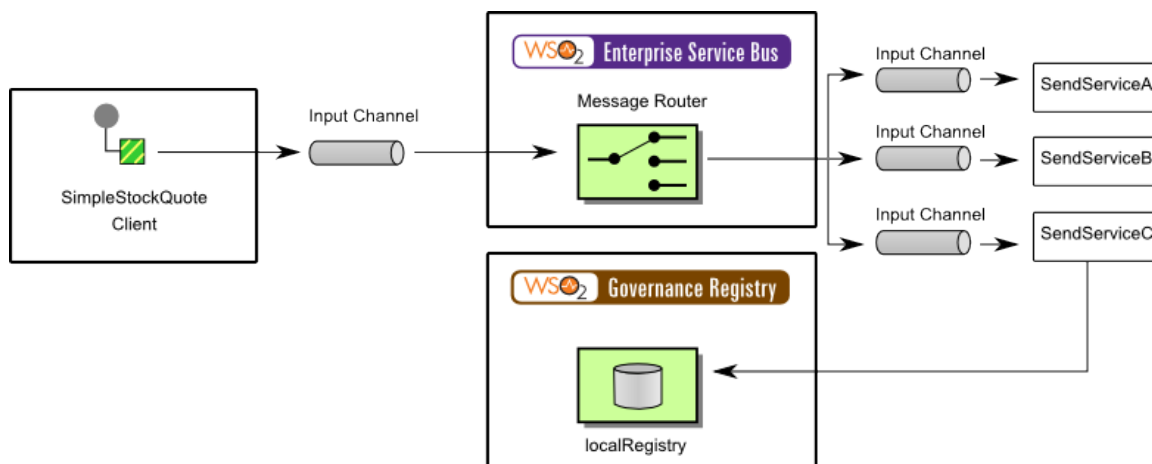 WSO2 Enterprise Service Bus
Message Router
Input Channel
SimpleStockQuote
Client
Input Channel
SendServiceA
Input Channel
SendServiceB
Input Channel
SendServiceC
WSO2 Governance Registry
localRegistry